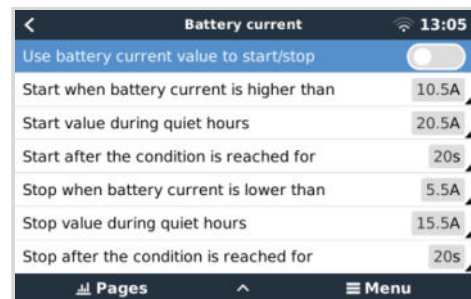 Battery current 13:05
Use battery current value to start/stop
Start when battery current is higher than 10.5A
Start value during quiet hours 20.5A
Start after the condition is reached for 20s
Stop when battery current is lower than 5.5A
Stop value during quiet hours 15.5A
Stop after the condition is reached for 20s
Pages Menu